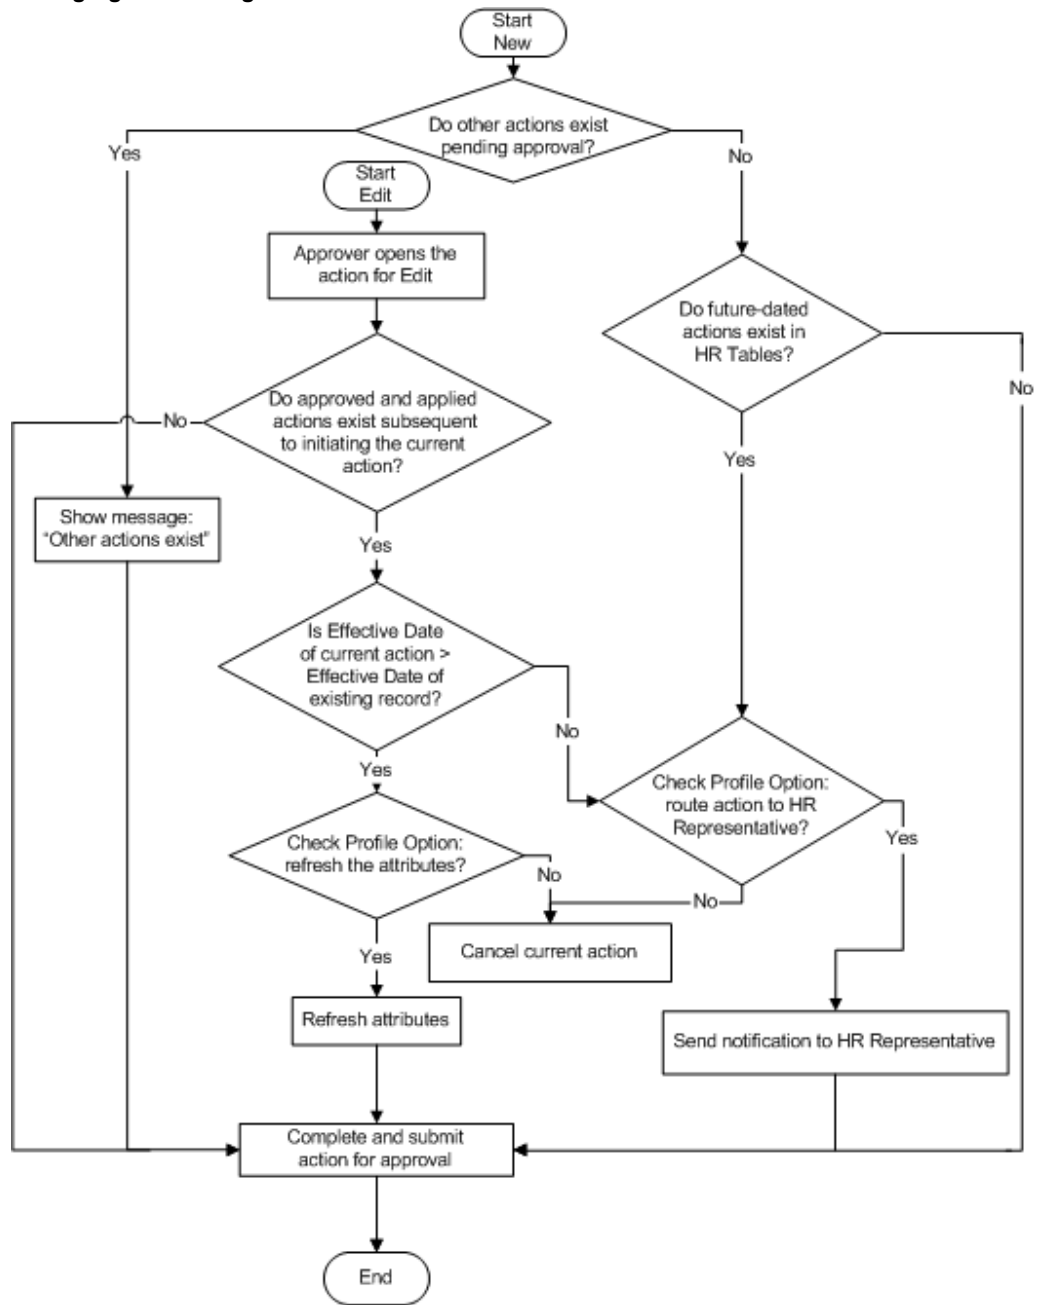 Start
New
Do other actions exist
pending approval?
Yes
No
Start
Edit
Approver opens the
action for Edit
Do future-dated
actions exist in
HR Tables?
No
Do approved and applied
actions exist subsequent
to initiating the current
action?
No
Yes
Show message:
"Other actions exist"
Yes
Is Effective Date
of current action >
Effective Date of
existing record?
No
Yes
Check Profile Option:
route action to HR
Representative?
Yes
Check Profile Option:
refresh the attributes?
No
No
Yes
Cancel current action
Refresh attributes
Send notification to HR Representative
Complete and submit
action for approval
End